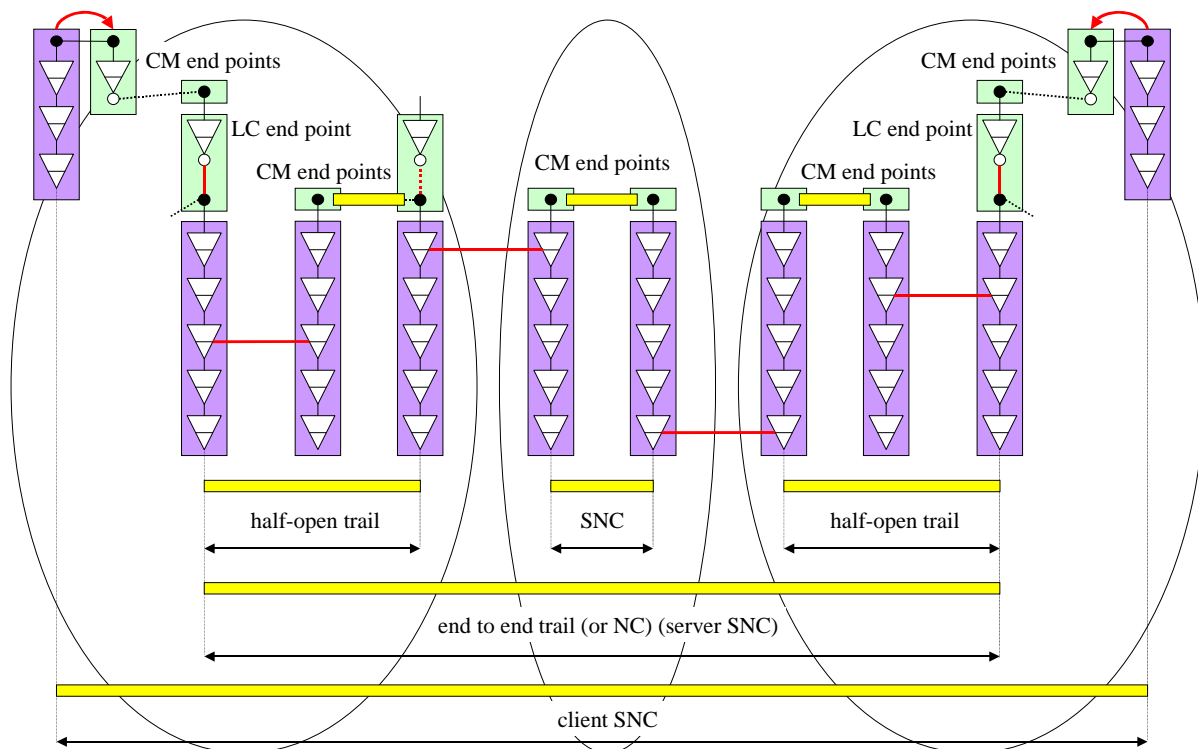 CM end points
CM end points
LC end point
LC end point
CM end points
CM end points
CM end points
half-open trail
SNC
half-open trail
end to end trail (or NC) (server SNC)
client SNC